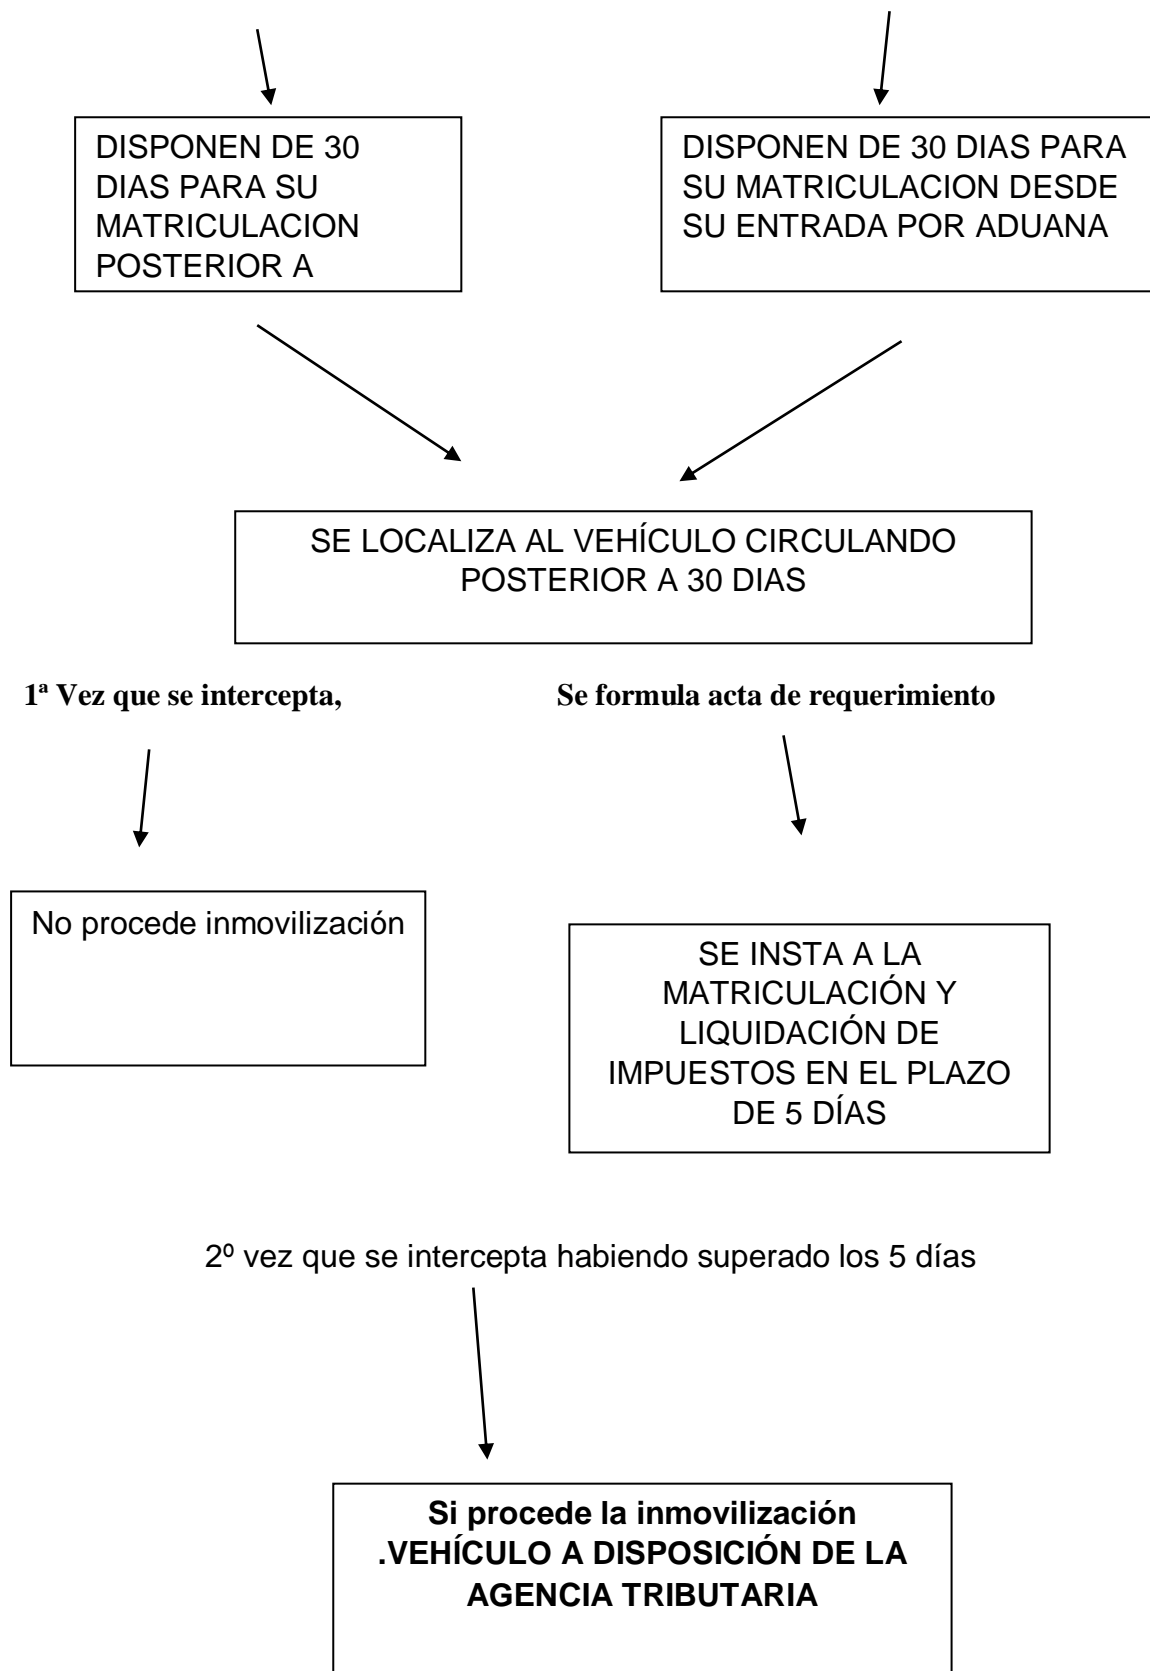 DISPONEN DE 30
DIAS PARA SU
MATRICULACION
POSTERIOR A
DISPONEN DE 30 DIAS PARA
SU MATRICULACION DESDE
SU ENTRADA POR ADUANA
SE LOCALIZA AL VEHÍCULO CIRCULANDO
POSTERIOR A 30 DIAS
1ª Vez que se intercepta,
Se formula acta de requerimiento
No procede inmovilización
SE INSTA A LA
MATRICULACIÓN Y
LIQUIDACIÓN DE
IMPUESTOS EN EL PLAZO
DE 5 DÍAS
2º vez que se intercepta habiendo superado los 5 días
Si procede la inmovilización
.VEHÍCULO A DISPOSICIÓN DE LA
AGENCIA TRIBUTARIA